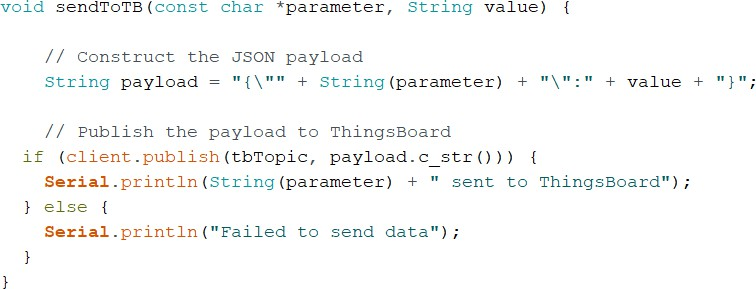 void sendToTB(const char *parameter, String value) {
// Construct the JSON payload
String payload = "{\"" + String(parameter) + "\":" + value + "}";
// Publish the payload to ThingsBoard
if (client.publish(tbTopic, payload.c_str())) {
Serial.println(String(parameter) + " sent to ThingsBoard");
} else {
Serial.println("Failed to send data");
}
}